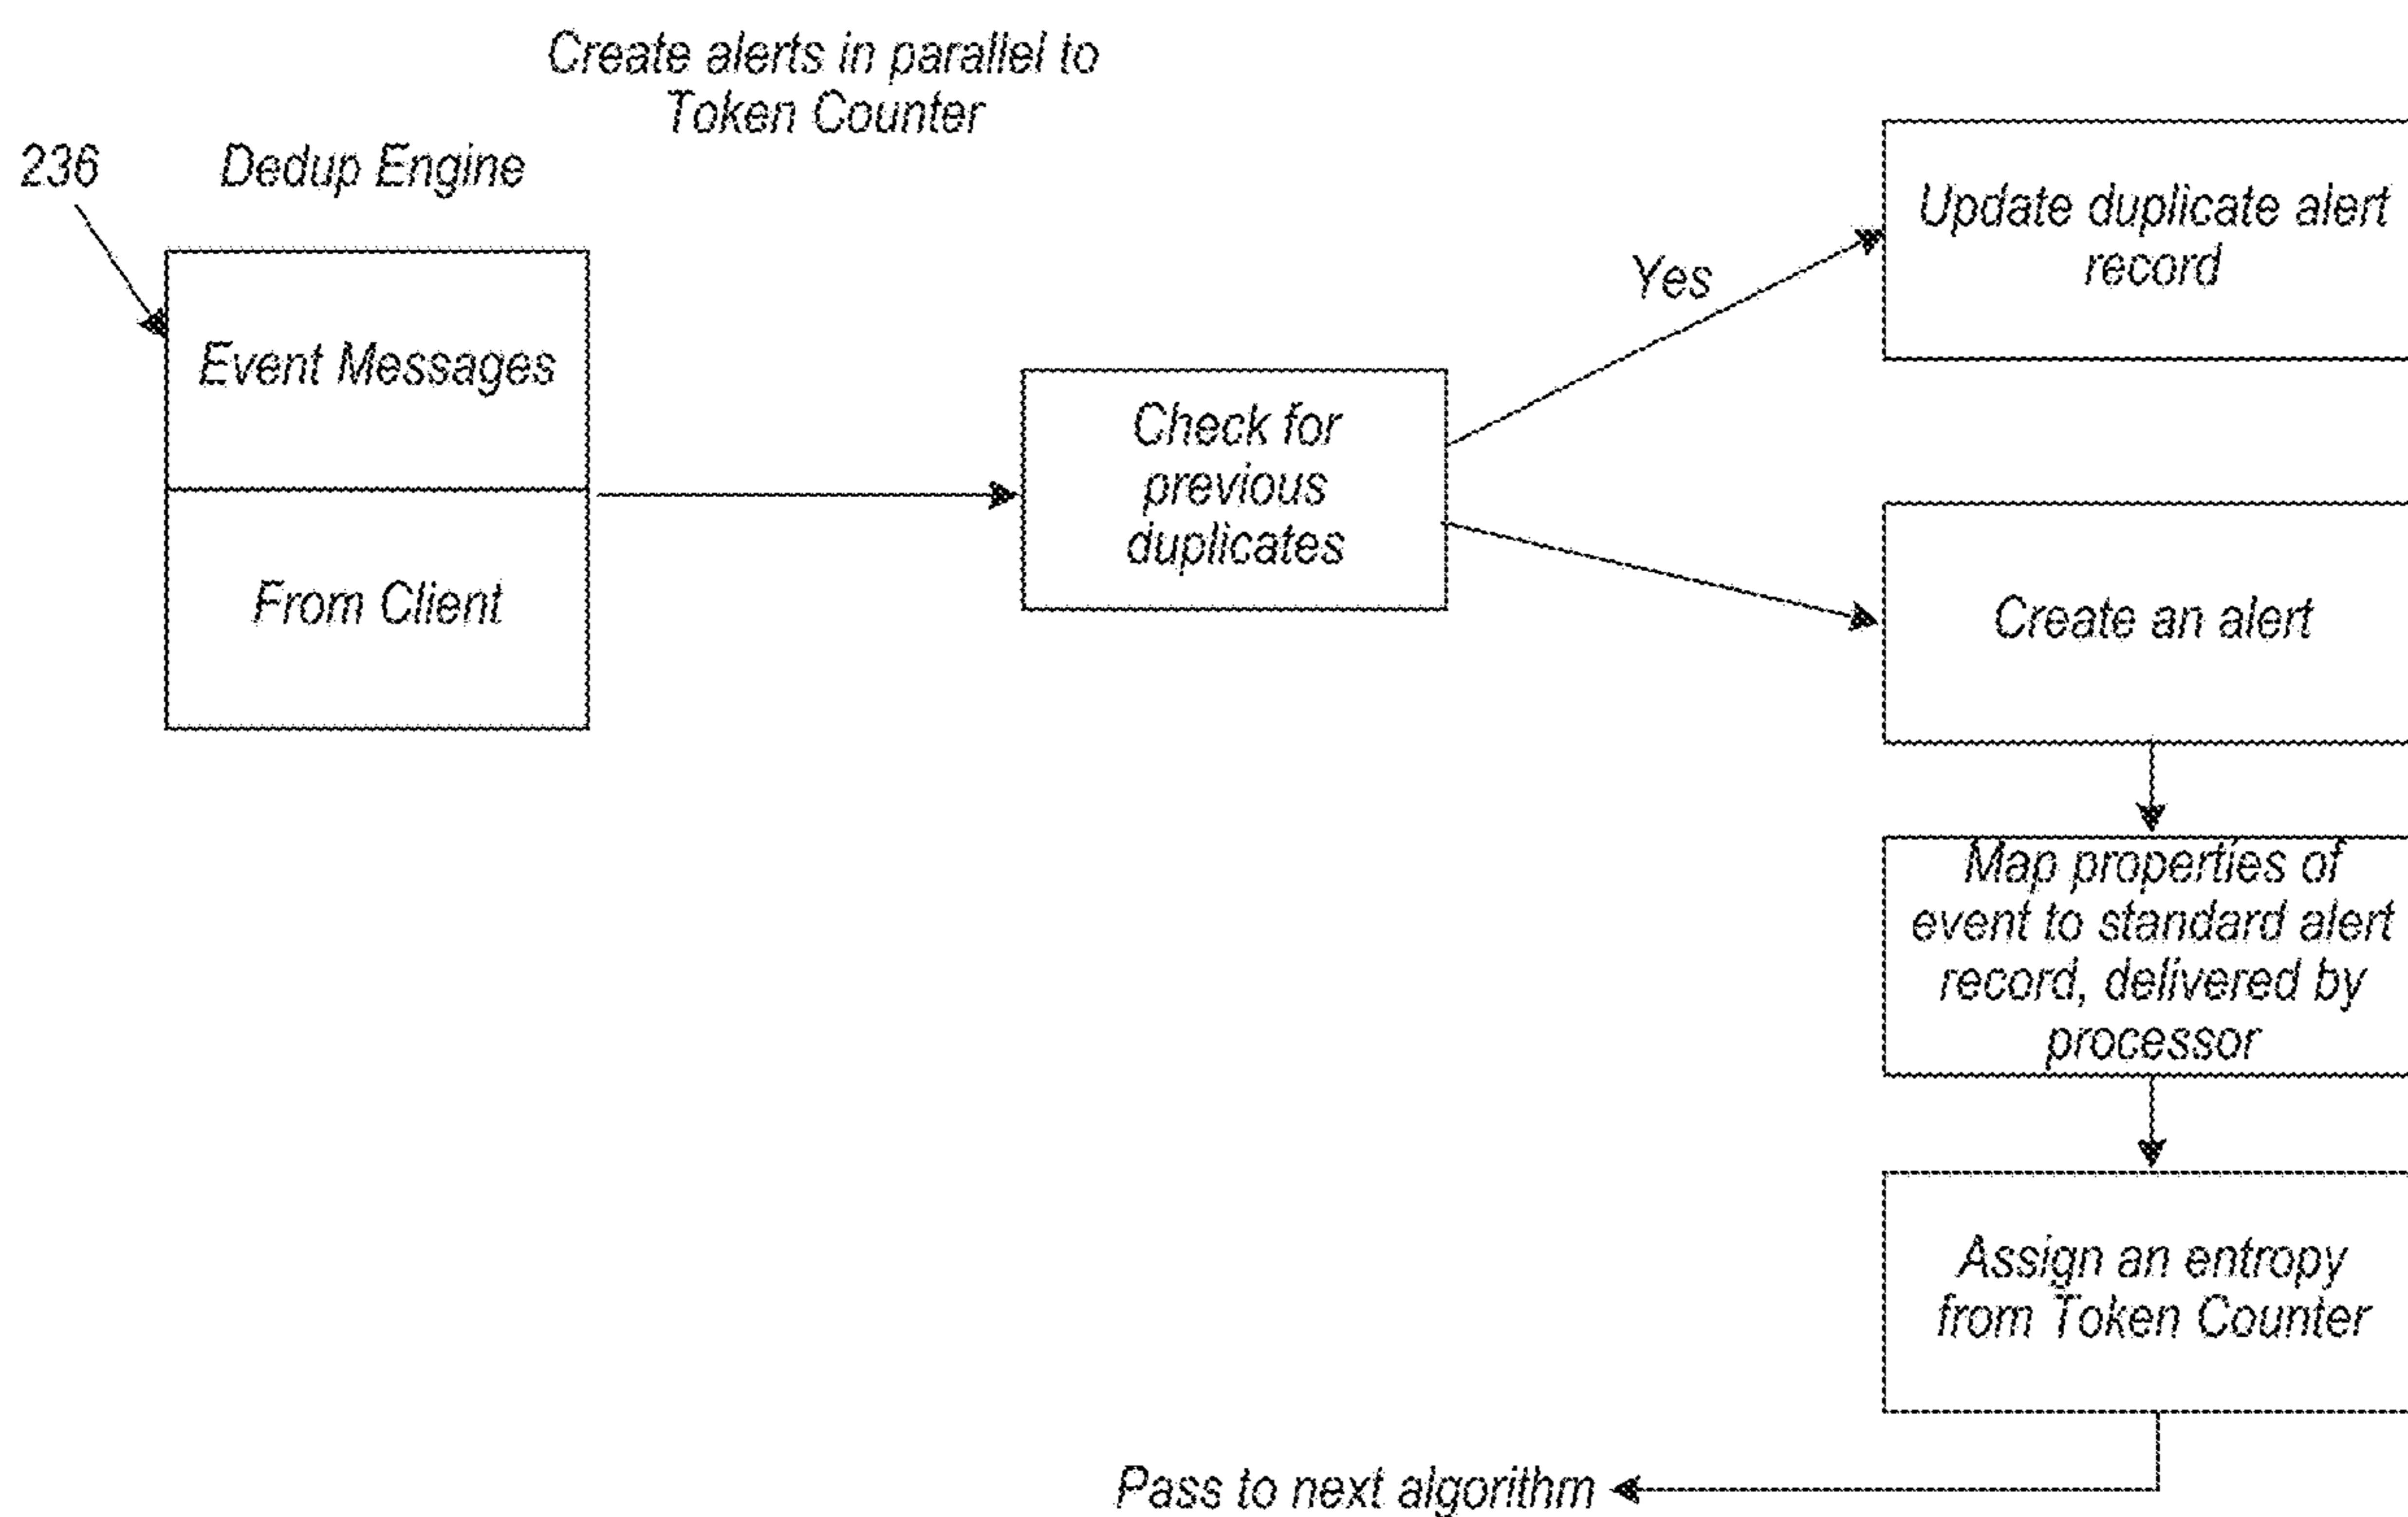 Create alerts in parallel to
Token Counter
236
Dedup Engine
Event Messages
From Client
Check for
previous
duplicates
Yes
Update duplicate alert
record
Create an alert
Map properties of
event to standard alert
record, delivered by
processor
Assign an entropy
from Token Counter
Pass to next algorithm